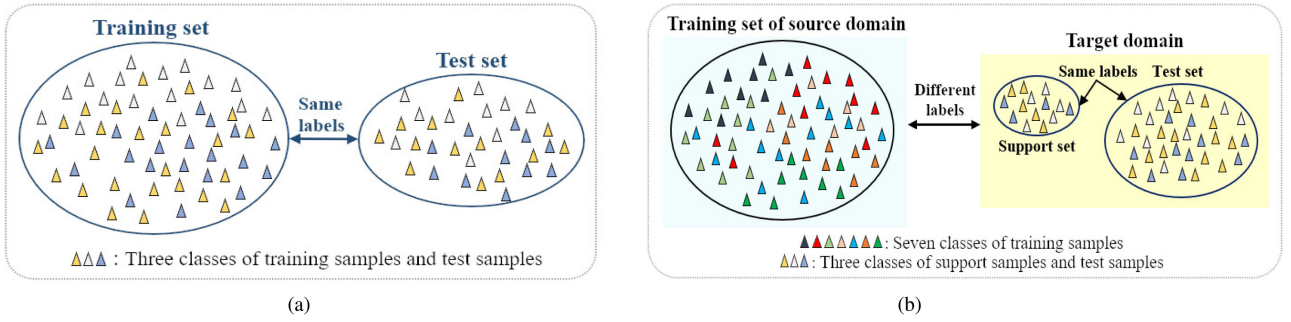 Training set
Test set
Same
labels
: Three classes of training samples and test samples
(a)
Training set of source domain
Different
labels
Target domain
Same labels
Test set
Support set
: Seven classes of training samples
: Three classes of support samples and test samples
(b)